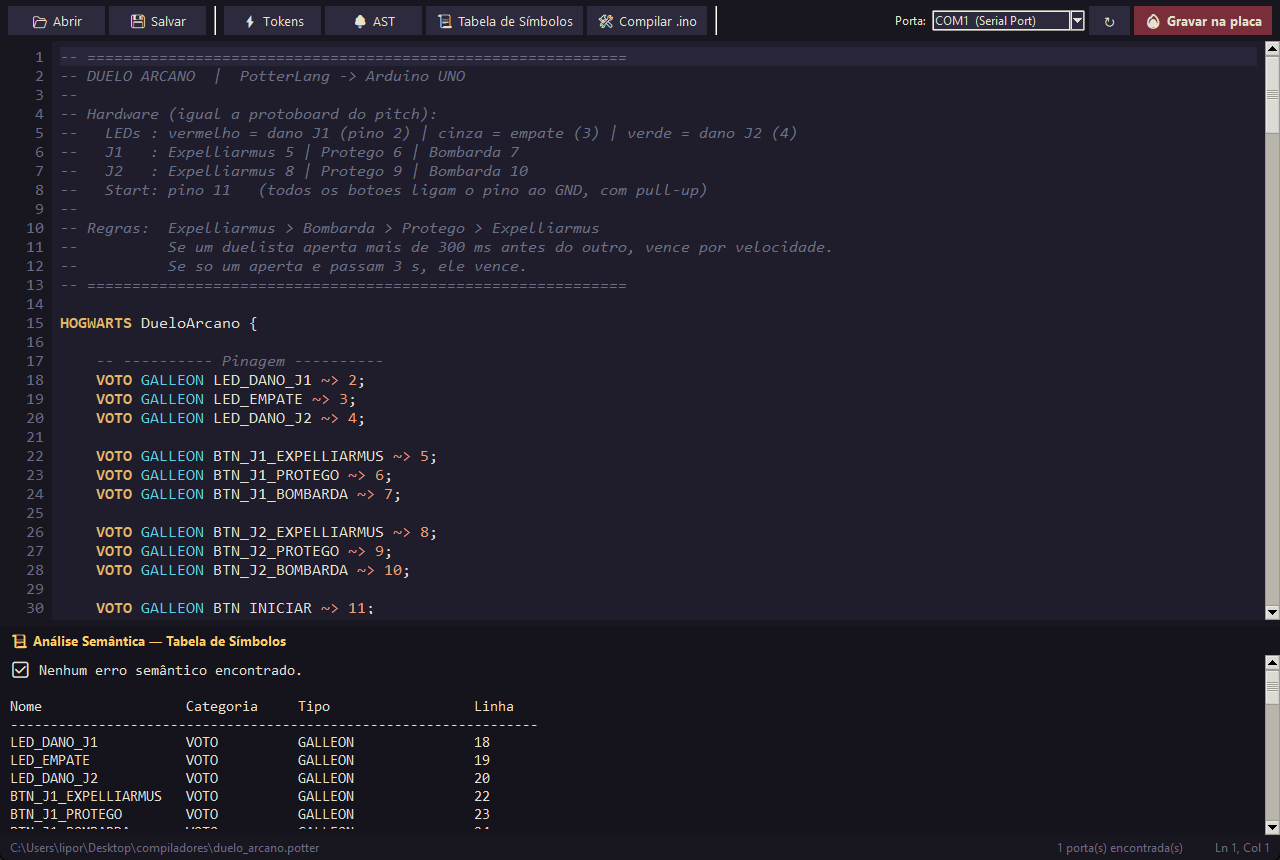 Abrir Salvar Tokens AST Tabela de Símbolos Compilar .ino Porta: COM1 (Serial Port) ↻ Gravar na placa
1 -- ============================================================
2 -- DUELO ARCANO | PotterLang -> Arduino UNO
3 --
4 -- Hardware (igual a protoboard do pitch):
5 -- LEDs : vermelho = dano J1 (pino 2) | cinza = empate (3) | verde = dano J2 (4)
6 -- J1 : Expelliarmus 5 | Protego 6 | Bombarda 7
7 -- J2 : Expelliarmus 8 | Protego 9 | Bombarda 10
8 -- Start: pino 11 (todos os botoes ligam o pino ao GND, com pull-up)
9 --
10 -- Regras: Expelliarmus > Bombarda > Protego > Expelliarmus
11 -- Se um duelista aperta mais de 300 ms antes do outro, vence por velocidade.
12 -- Se so um aperta e passam 3 s, ele vence.
13 -- ============================================================
14
15 HOGWARTS DueloArcano {
16
17 -- ---------- Pinagem ----------
18 VOTO GALLEON LED_DANO_J1 ~> 2;
19 VOTO GALLEON LED_EMPATE ~> 3;
20 VOTO GALLEON LED_DANO_J2 ~> 4;
21
22 VOTO GALLEON BTN_J1_EXPELLIARMUS ~> 5;
23 VOTO GALLEON BTN_J1_PROTEGO ~> 6;
24 VOTO GALLEON BTN_J1_BOMBARDA ~> 7;
25
26 VOTO GALLEON BTN_J2_EXPELLIARMUS ~> 8;
27 VOTO GALLEON BTN_J2_PROTEGO ~> 9;
28 VOTO GALLEON BTN_J2_BOMBARDA ~> 10;
29
30 VOTO GALLEON BTN INICIAR ~> 11;
Análise Semântica — Tabela de Símbolos
Nenhum erro semântico encontrado.
Nome Categoria Tipo Linha
------------------------------------------------------------------
LED_DANO_J1 VOTO GALLEON 18
LED_EMPATE VOTO GALLEON 19
LED_DANO_J2 VOTO GALLEON 20
BTN_J1_EXPELLIARMUS VOTO GALLEON 22
BTN_J1_PROTEGO VOTO GALLEON 23
BTN_J1_BOMBARDA VOTO GALLEON 24
C:\Users\lipor\Desktop\compiladores\duelo_arcano.potter 1 porta(s) encontrada(s) Ln 1, Col 1